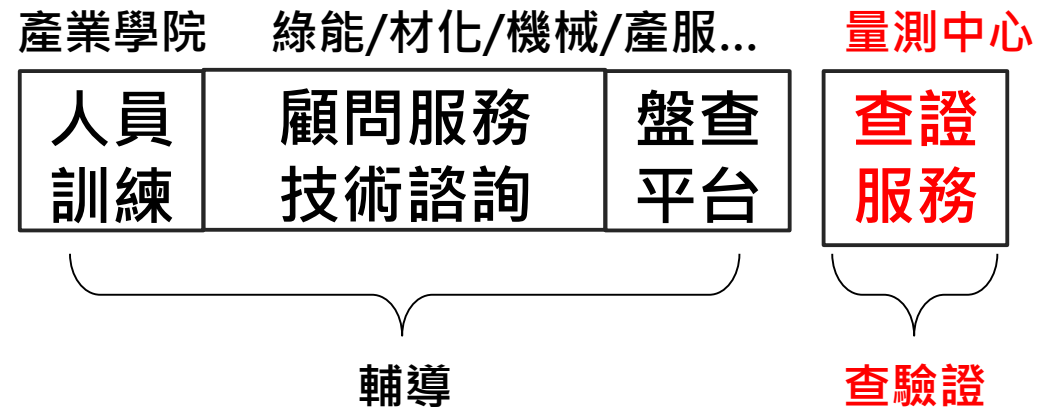 產業學院 綠能/材化/機械/產服... 量測中心
人員 顧問服務 盤查 查證
訓練 技術諮詢 平台 服務
輔導 查驗證